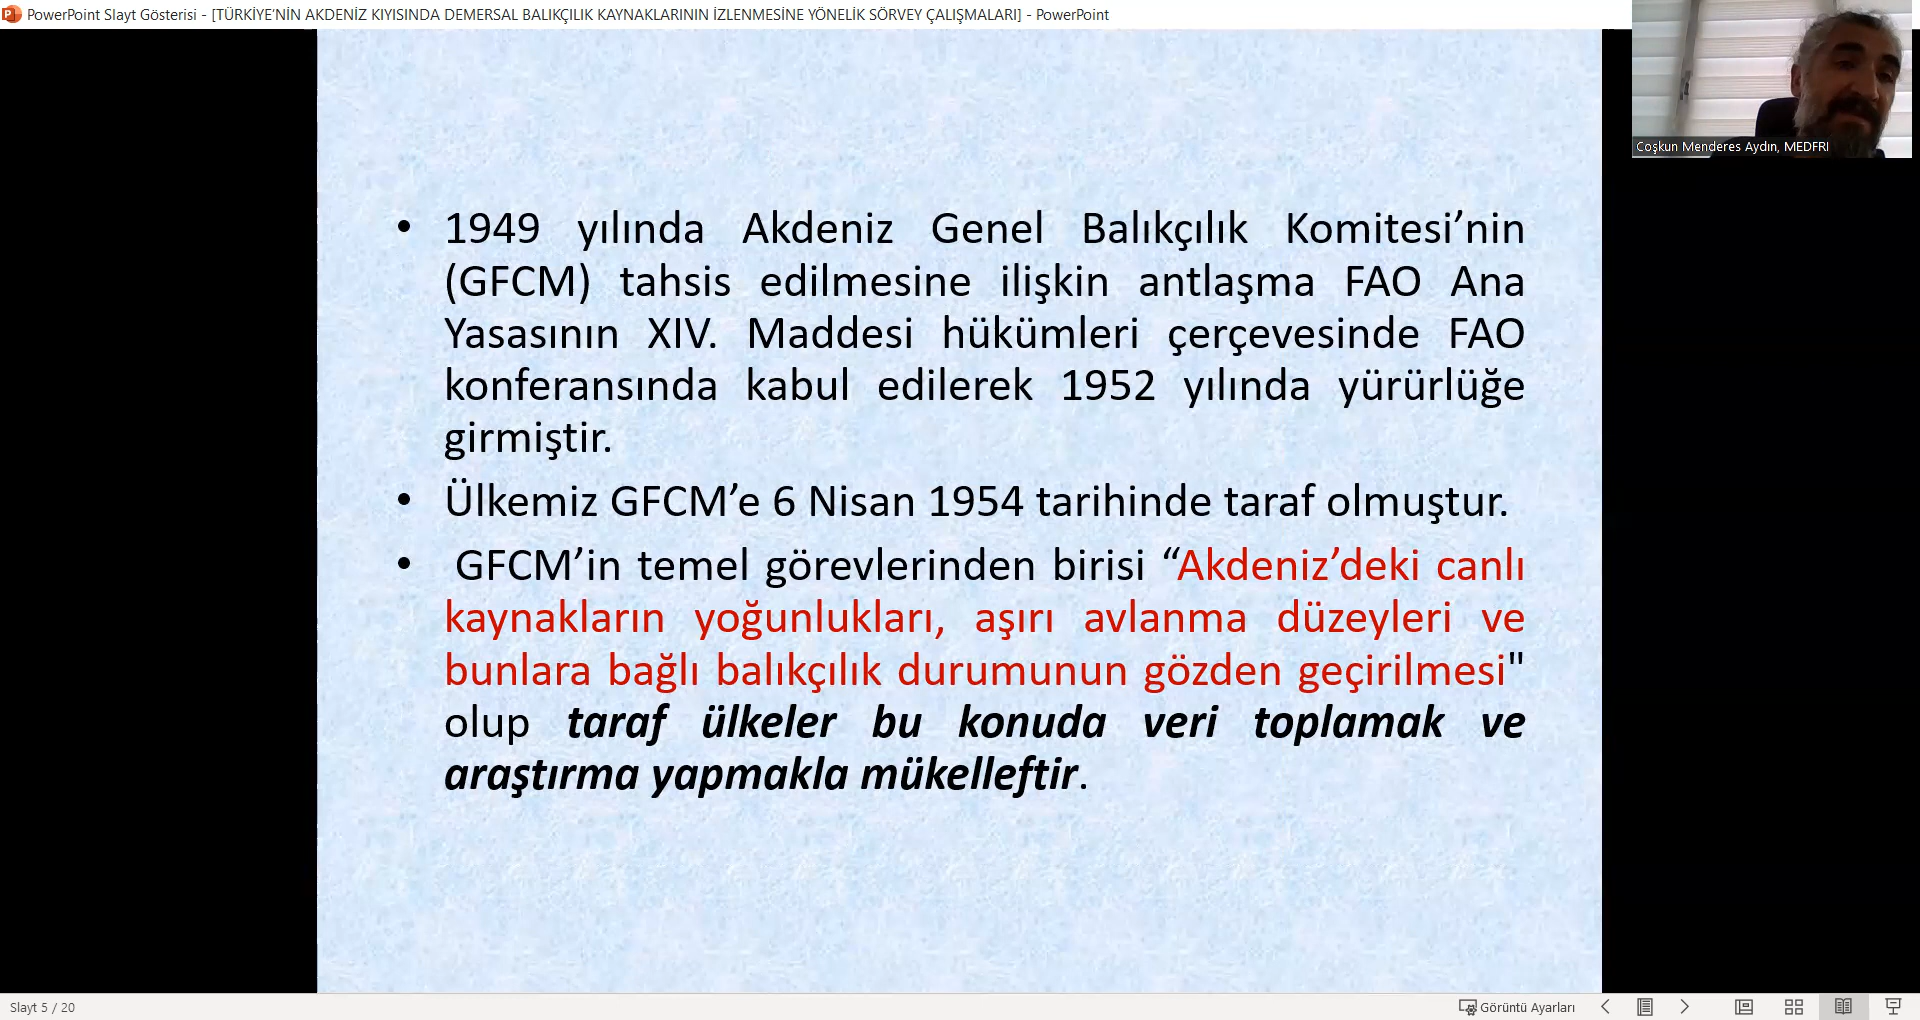 PowerPoint Slayt Gösterisi - [TÜRKİYE'NİN AKDENİZ KIYISINDA DEMERSAL BALIKÇILIK KAYNAKLARININ İZLENMESİNE YÖNELİK SÖRVEY ÇALIŞMALARI] - PowerPoint
Coşkun Menderes Aydın, MEDFRI
• 1949 yılında Akdeniz Genel Balıkçılık Komitesi’nin
(GFCM) tahsis edilmesine ilişkin antlaşma FAO Ana
Yasasının XIV. Maddesi hükümleri çerçevesinde FAO
konferansında kabul edilerek 1952 yılında yürürlüğe
girmiştir.
• Ülkemiz GFCM’e 6 Nisan 1954 tarihinde taraf olmuştur.
• GFCM’in temel görevlerinden birisi “Akdeniz’deki canlı
kaynakların yoğunlukları, aşırı avlanma düzeyleri ve
bunlara bağlı balıkçılık durumunun gözden geçirilmesi"
olup taraf ülkeler bu konuda veri toplamak ve
araştırma yapmakla mükelleftir.
Slayt 5 / 20
Görüntü Ayarları